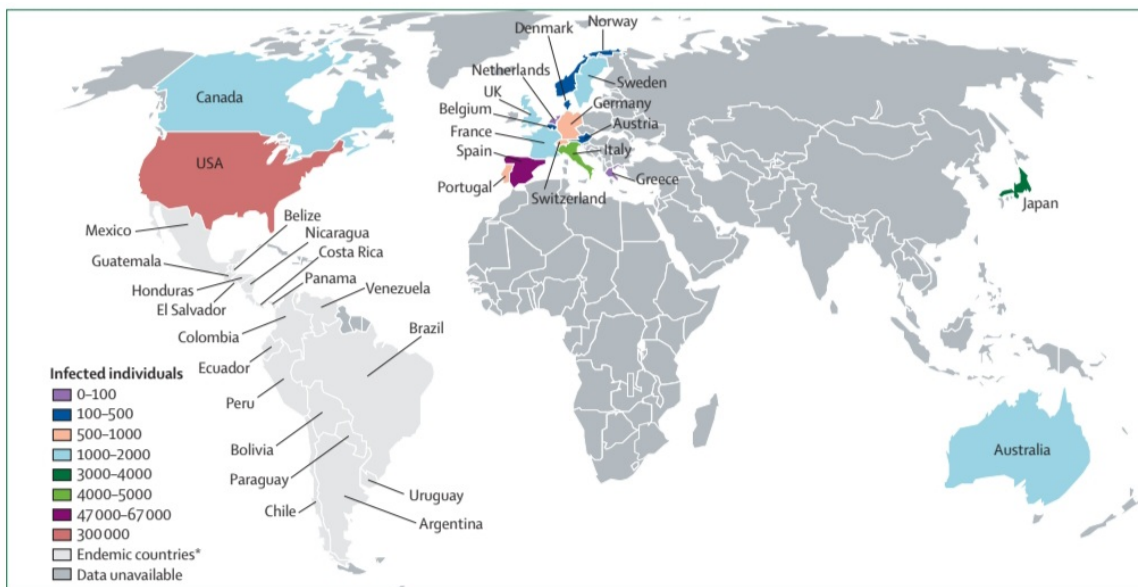 Norway
Denmark
Netherlands
Sweden
Canada
UK
Germany
Belgium
Austria
France
USA
Italy
Spain
Greece
Portugal
Switzerland
Japan
Mexico
Belize
Nicaragua
Guatemala
Costa Rica
Honduras
Panama
El Salvador
Venezuela
Colombia
Brazil
Ecuador
Peru
Bolivia
Paraguay
Uruguay
Chile
Argentina
Australia
Infected individuals
0–100
100–500
500–1000
1000–2000
3000–4000
4000–5000
47 000–67 000
300 000
Endemic countries*
Data unavailable